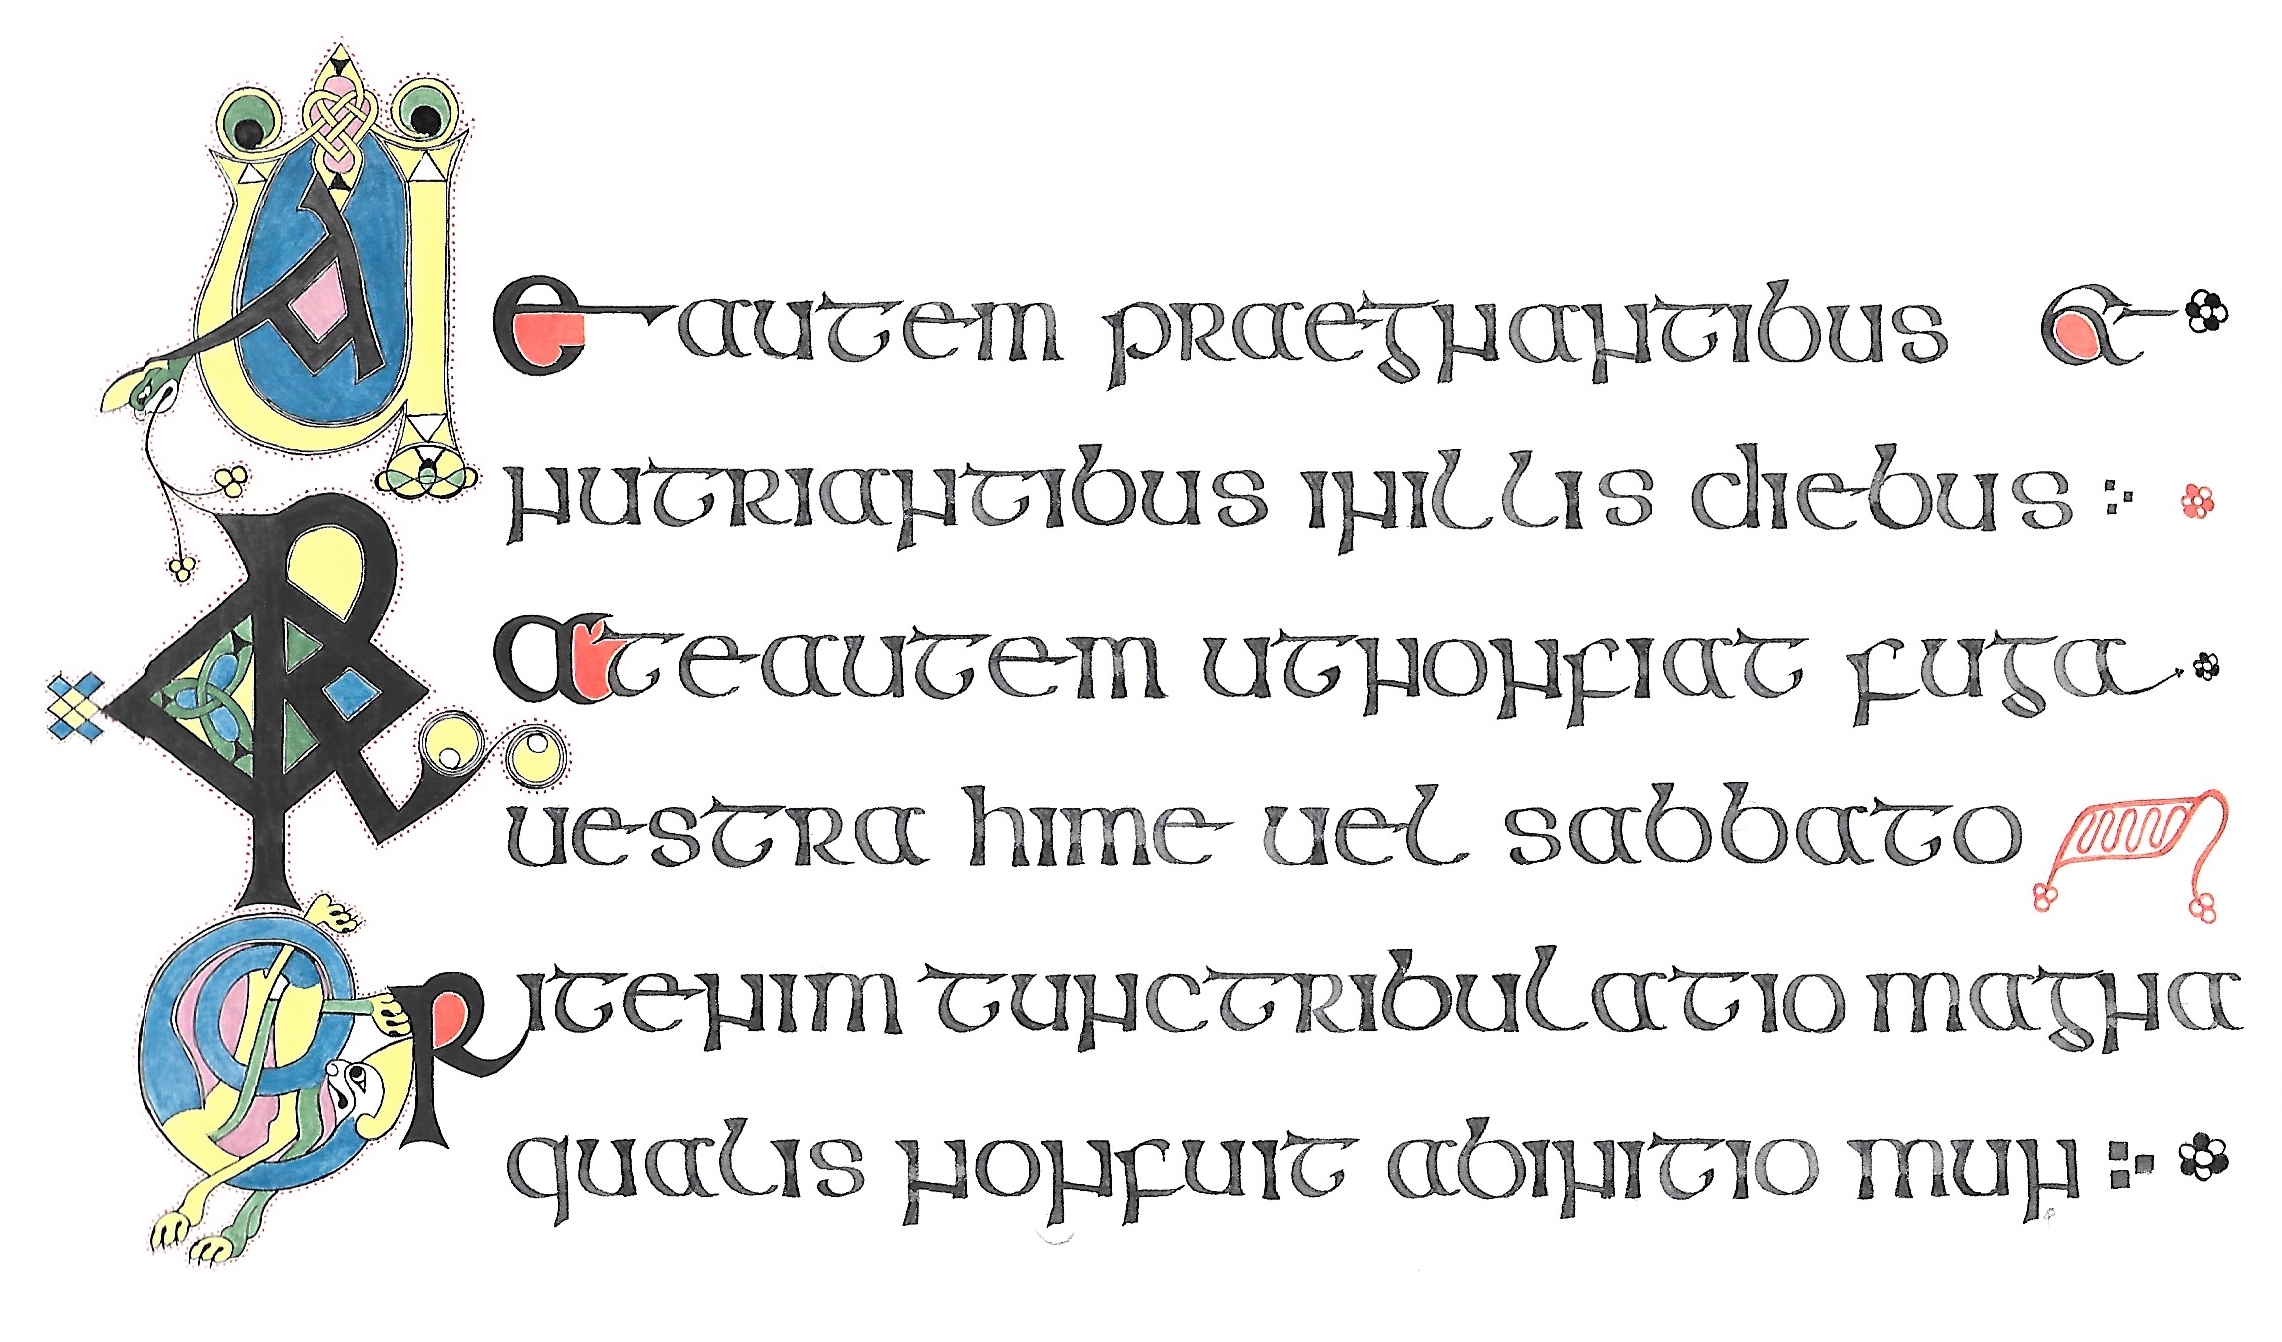 Uae autem praegnantibus &
nutriantibus inillis diebus :·
Orateautem utnonfiat fuga
uestra hime uel sabbato
Eritenim tunctribulatio magna
qualis nonfuit abinitio mun :·